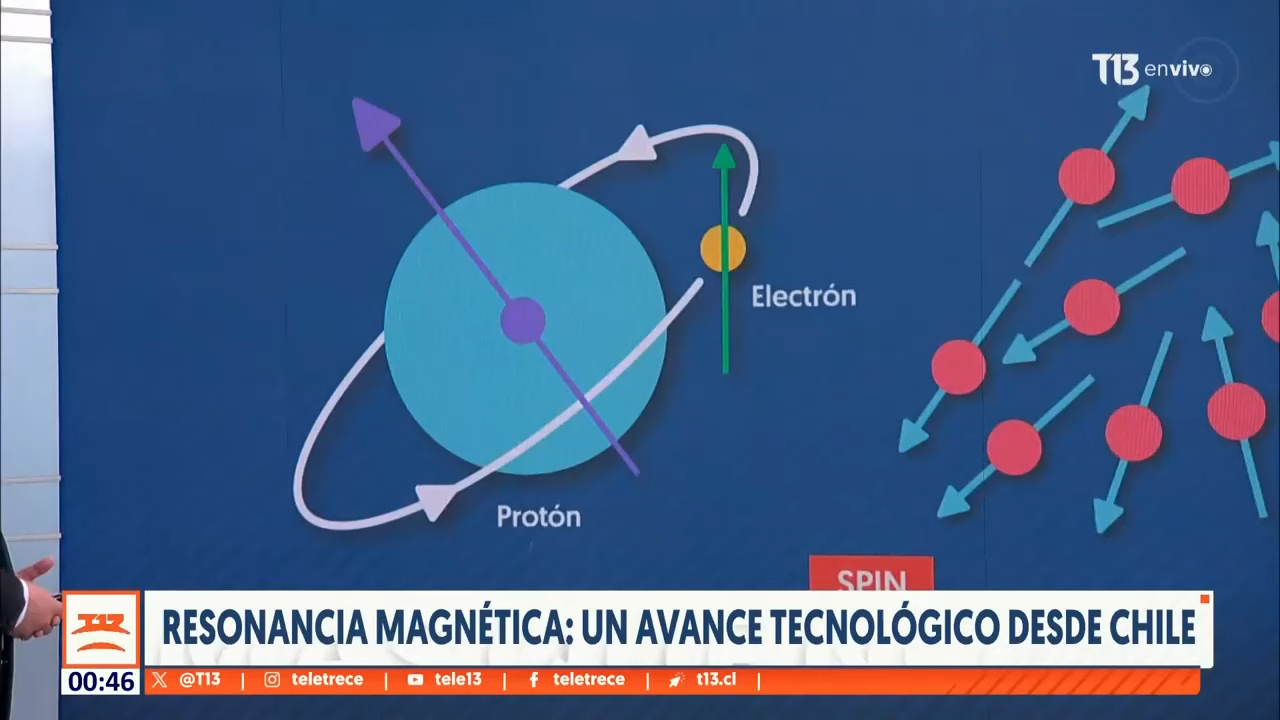 T13 envivo
Electrón
Protón
SPIN
T13
RESONANCIA MAGNÉTICA: UN AVANCE TECNOLÓGICO DESDE CHILE
00:46
@T13 | teletrece | tele13 | teletrece | t13.cl |